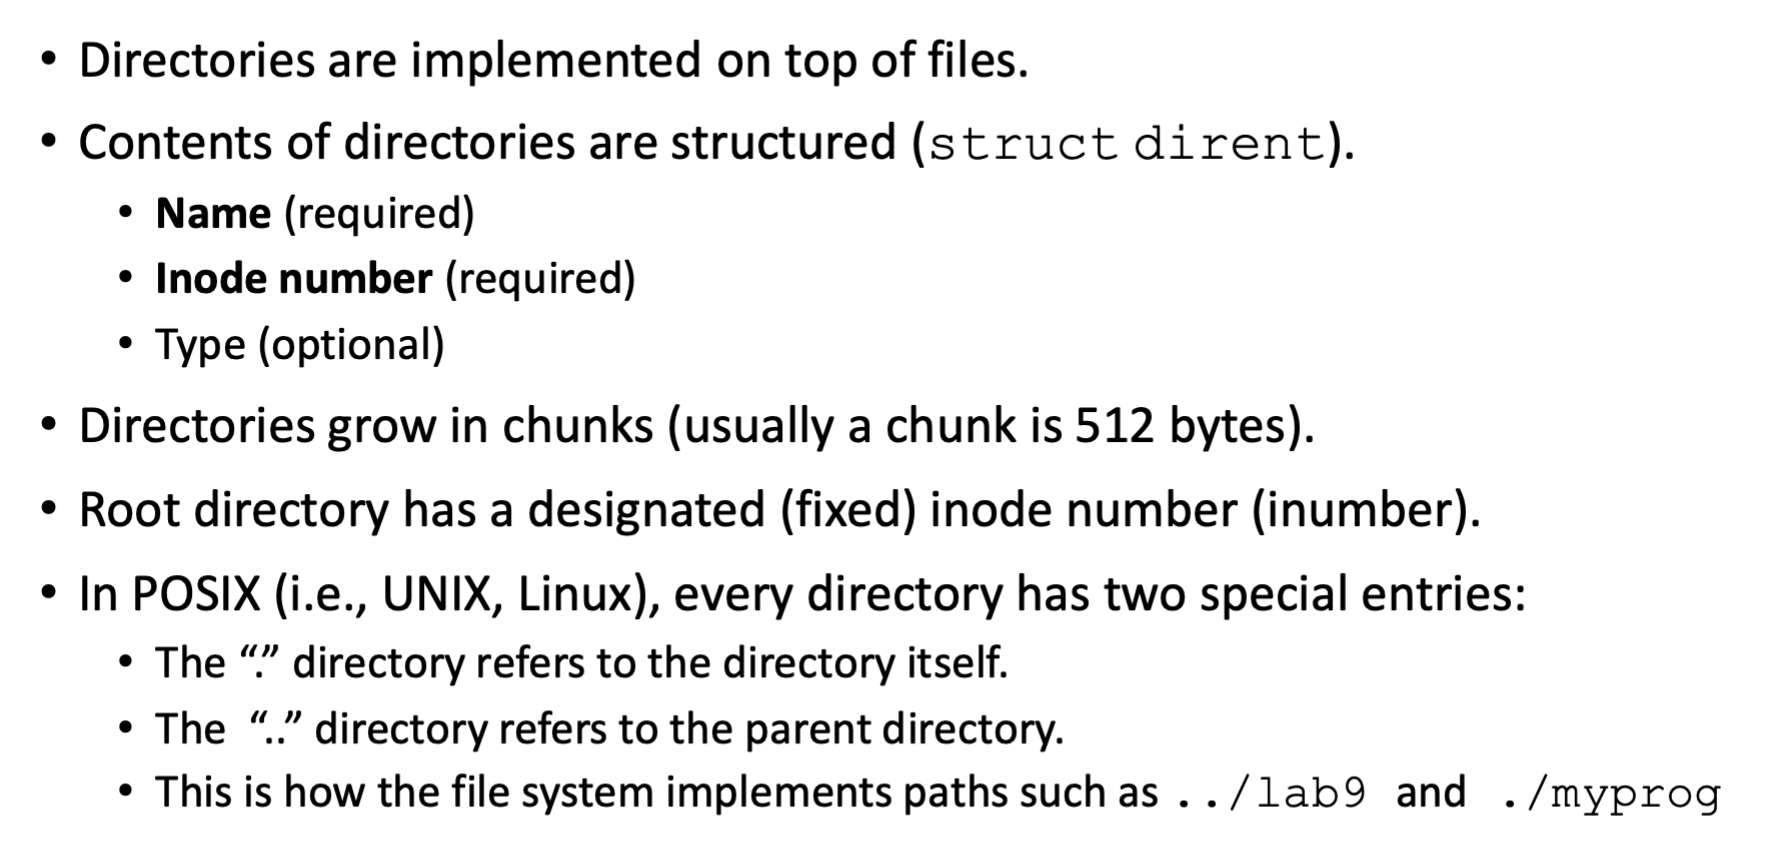 • Directories are implemented on top of files.
• Contents of directories are structured (struct dirent).
• Name (required)
• Inode number (required)
• Type (optional)
• Directories grow in chunks (usually a chunk is 512 bytes).
• Root directory has a designated (fixed) inode number (inumber).
• In POSIX (i.e., UNIX, Linux), every directory has two special entries:
• The “.” directory refers to the directory itself.
• The “..” directory refers to the parent directory.
• This is how the file system implements paths such as ../lab9 and ./myprog